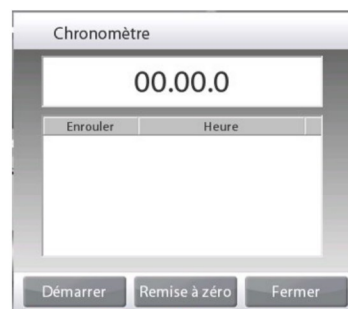 Chronomètre
00.00.0
Enrouler Heure
Démarrer Remise à zéro Fermer